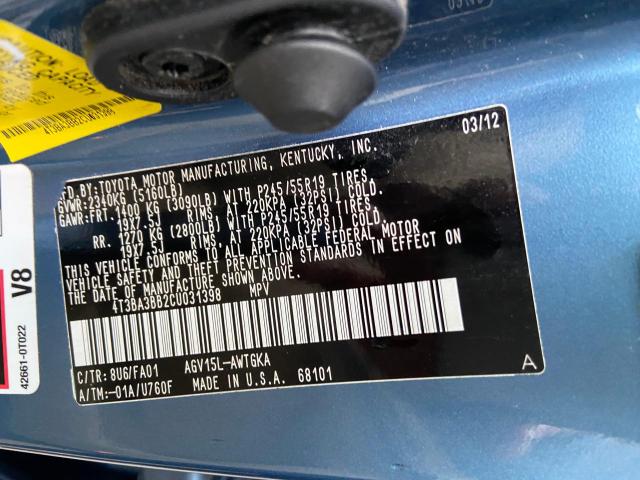 03/12
MFD.BY:TOYOTA MOTOR MANUFACTURING, KENTUCKY, INC.
GVWR:2340KG (5160LB)
GAWR:FRT. 1400 KG (3090LB) WITH P245/55R19 TIRES,
19X7.5J RIMS, AT 220KPA (32PSI) COLD.
RR. 1270 KG (2800LB) WITH P245/55R19 TIRES,
19X7.5J RIMS, AT 220KPA (32PSI) COLD.
THIS VEHICLE CONFORMS TO ALL APPLICABLE FEDERAL MOTOR
VEHICLE SAFETY AND THEFT PREVENTION STANDARDS IN EFFECT ON
THE DATE OF MANUFACTURE SHOWN ABOVE.
4T3BA3BB2CU031398 MPV
C/TR: 8U6/FA01 AGV15L-AWTGKA
A/TM:-01A/U760F MADE IN U.S.A. 68101
A
V8
42661-0T022
4T3BA3BB2CU031398
CAPACITY